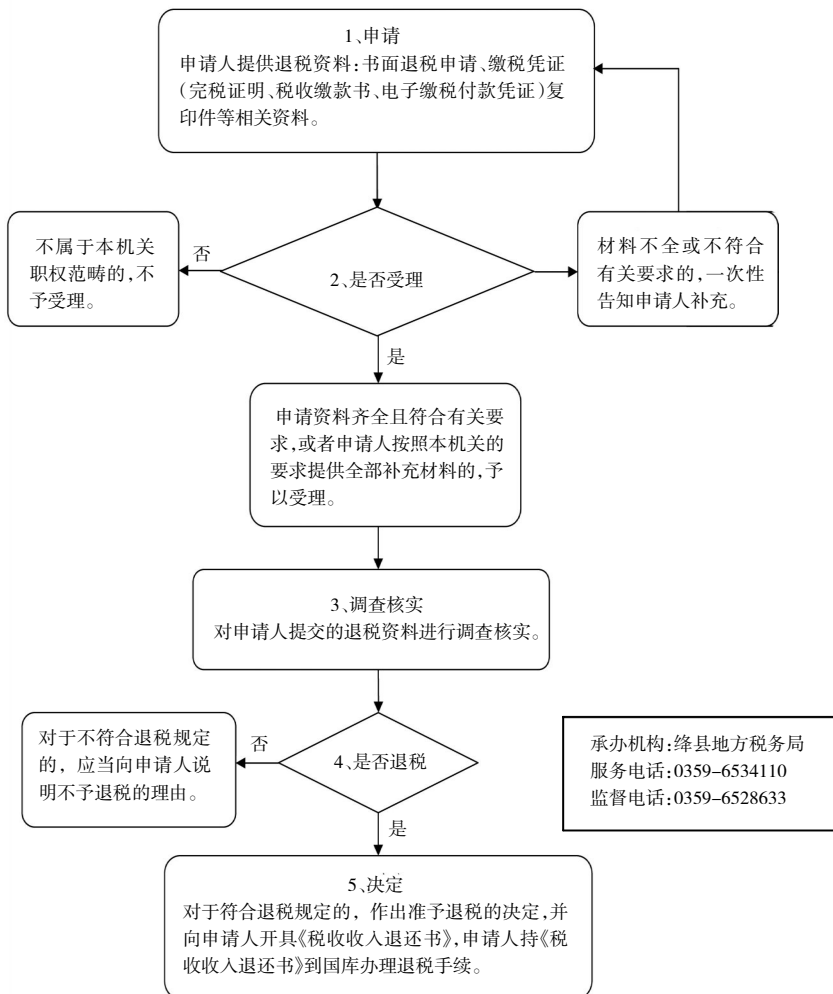 1、申请
申请人提供退税资料:书面退税申请、缴税凭证
(完税证明、税收缴款书、电子缴税付款凭证)复
印件等相关资料。
不属于本机关
职权范畴的,不
予受理。
否
2、是否受理
材料不全或不符合
有关要求的,一次性
告知申请人补充。
是
申请资料齐全且符合有关要
求,或者申请人按照本机关的
要求提供全部补充材料的,予
以受理。
3、调查核实
对申请人提交的退税资料进行调查核实。
对于不符合退税规定
的，应当向申请人说
明不予退税的理由。
否
4、是否退税
承办机构:绛县地方税务局
服务电话:0359-6534110
监督电话:0359-6528633
是
5、决定
对于符合退税规定的，作出准予退税的决定,并
向申请人开具《税收收入退还书》,申请人持《税
收收入退还书》到国库办理退税手续。